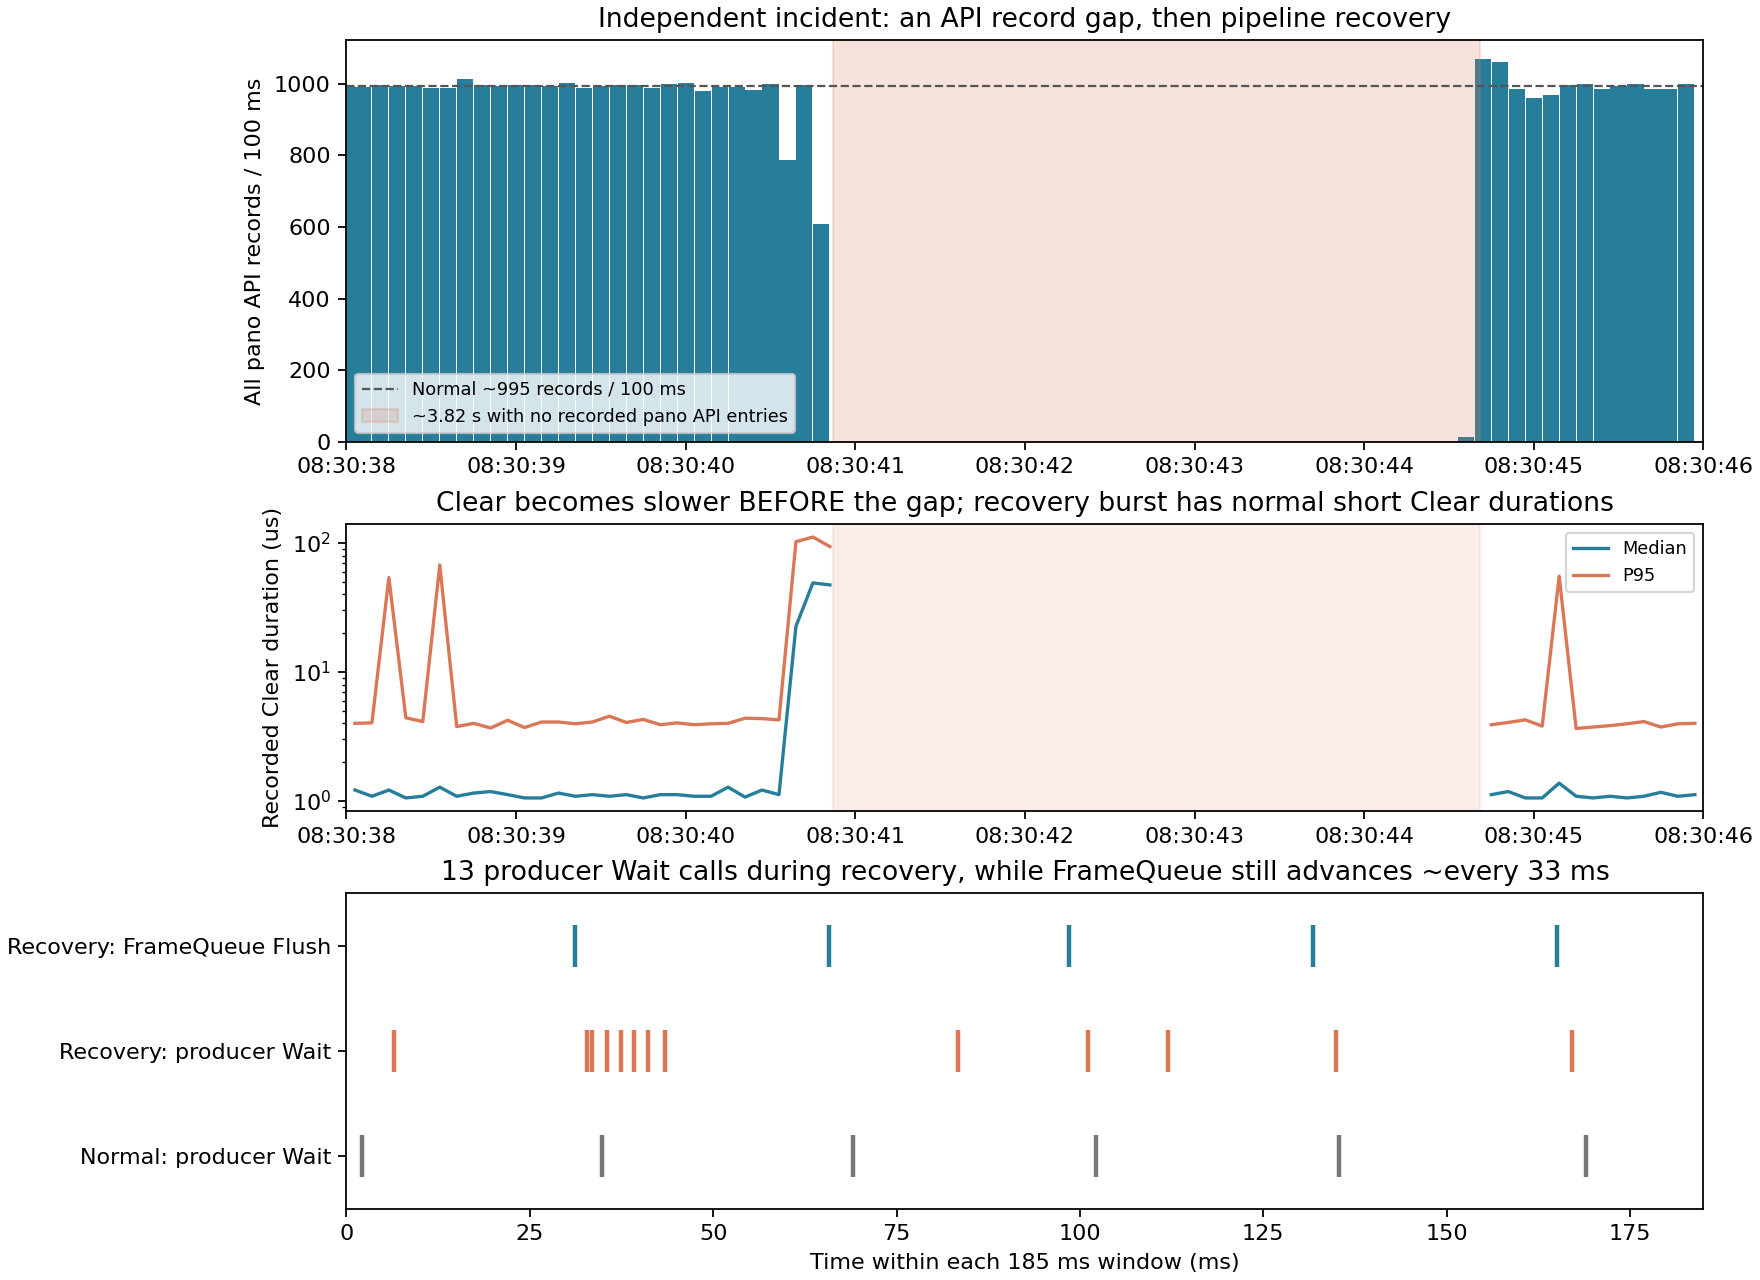 Independent incident: an API record gap, then pipeline recovery
All pano API records / 100 ms
1000
800
600
400
200
0
Normal ~995 records / 100 ms
~3.82 s with no recorded pano API entries
08:30:38 08:30:39 08:30:40 08:30:41 08:30:42 08:30:43 08:30:44 08:30:45 08:30:46
Clear becomes slower BEFORE the gap; recovery burst has normal short Clear durations
Recorded Clear duration (us)
10²
10¹
10⁰
Median
P95
08:30:38 08:30:39 08:30:40 08:30:41 08:30:42 08:30:43 08:30:44 08:30:45 08:30:46
13 producer Wait calls during recovery, while FrameQueue still advances ~every 33 ms
Recovery: FrameQueue Flush
Recovery: producer Wait
Normal: producer Wait
0 25 50 75 100 125 150 175
Time within each 185 ms window (ms)